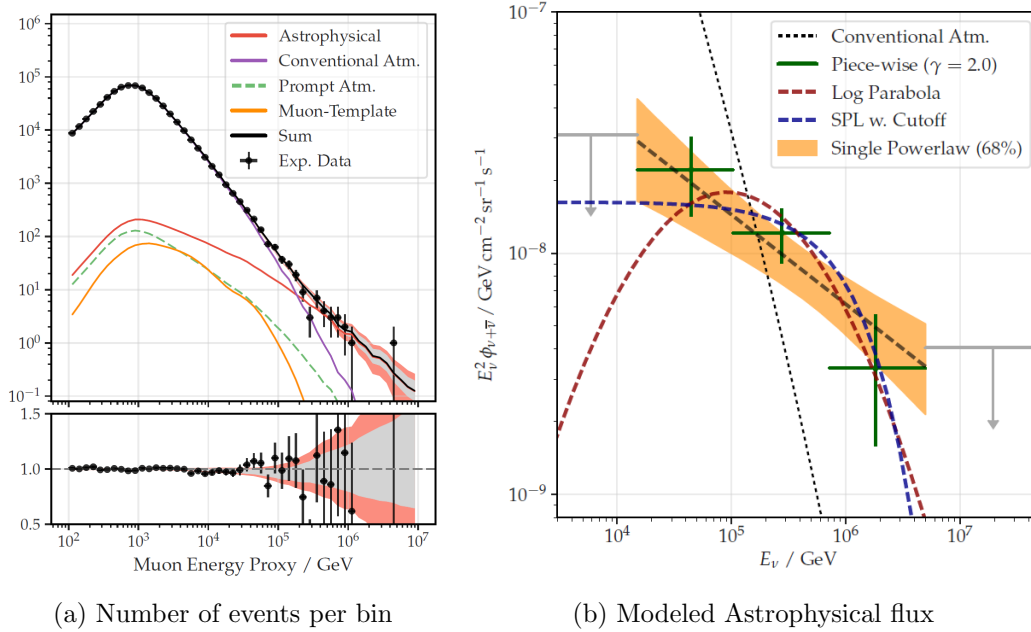 10^6
10^5
10^4
10^3
10^2
10^1
10^0
10^{-1}
Astrophysical
Conventional Atm.
Prompt Atm.
Muon-Template
Sum
Exp. Data
1.5
1.0
0.5
10^2 10^3 10^4 10^5 10^6 10^7
Muon Energy Proxy / GeV
(a) Number of events per bin
10^{-7}
10^{-8}
10^{-9}
E_ν^2 ϕ_{ν+ν̅} / GeV cm^{-2} sr^{-1} s^{-1}
Conventional Atm.
Piece-wise (γ = 2.0)
Log Parabola
SPL w. Cutoff
Single Powerlaw (68%)
10^4 10^5 10^6 10^7
E_ν / GeV
(b) Modeled Astrophysical flux